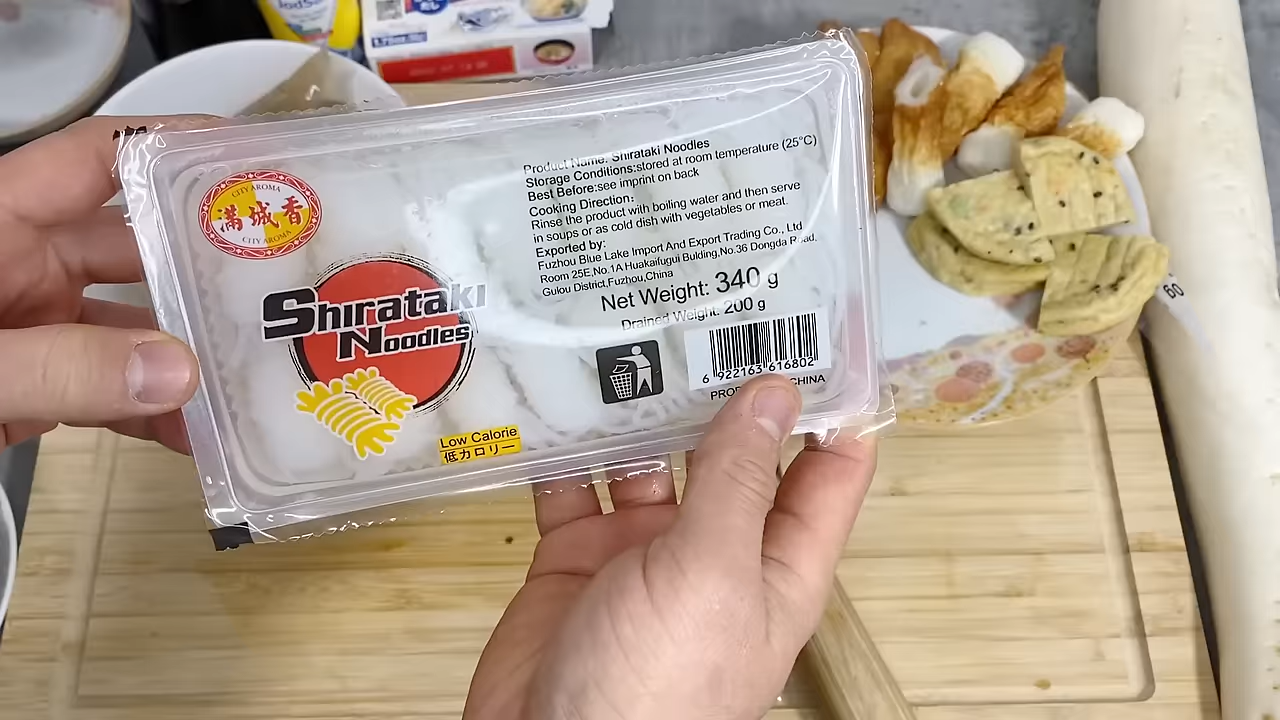 CITY AROMA
滿城香
CITY AROMA
Shirataki
Noodles
Low Calorie
低カロリー
Product Name: Shirataki Noodles
Storage Conditions:stored at room temperature (25°C)
Best Before:see imprint on back
Cooking Direction:
Rinse the product with boiling water and then serve
in soups or as cold dish with vegetables or meat.
Exported by:
Fuzhou Blue Lake Import And Export Trading Co., Ltd
Room 25E,No.1A Huakaifugui Bulding,No.36 Dongda Road.
Gulou District,Fuzhou,China
Net Weight: 340 g
Drained Weight: 200 g
6 922163 616802
CHINA
60